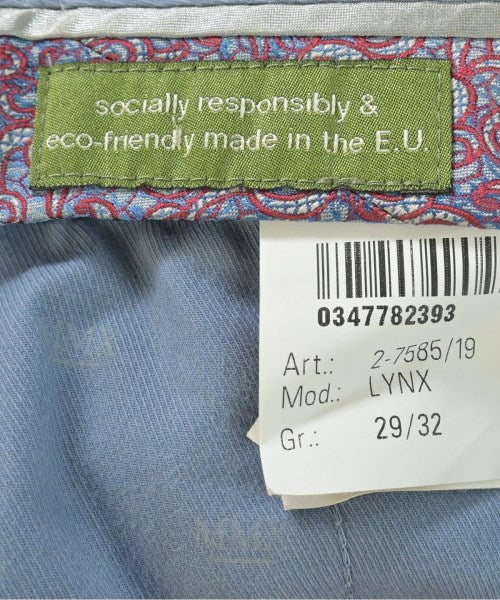 socially responsibly &
eco-friendly made in the E.U.
0347782393
Art.: 2-7585/19
Mod.: LYNX
Gr.: 29/32